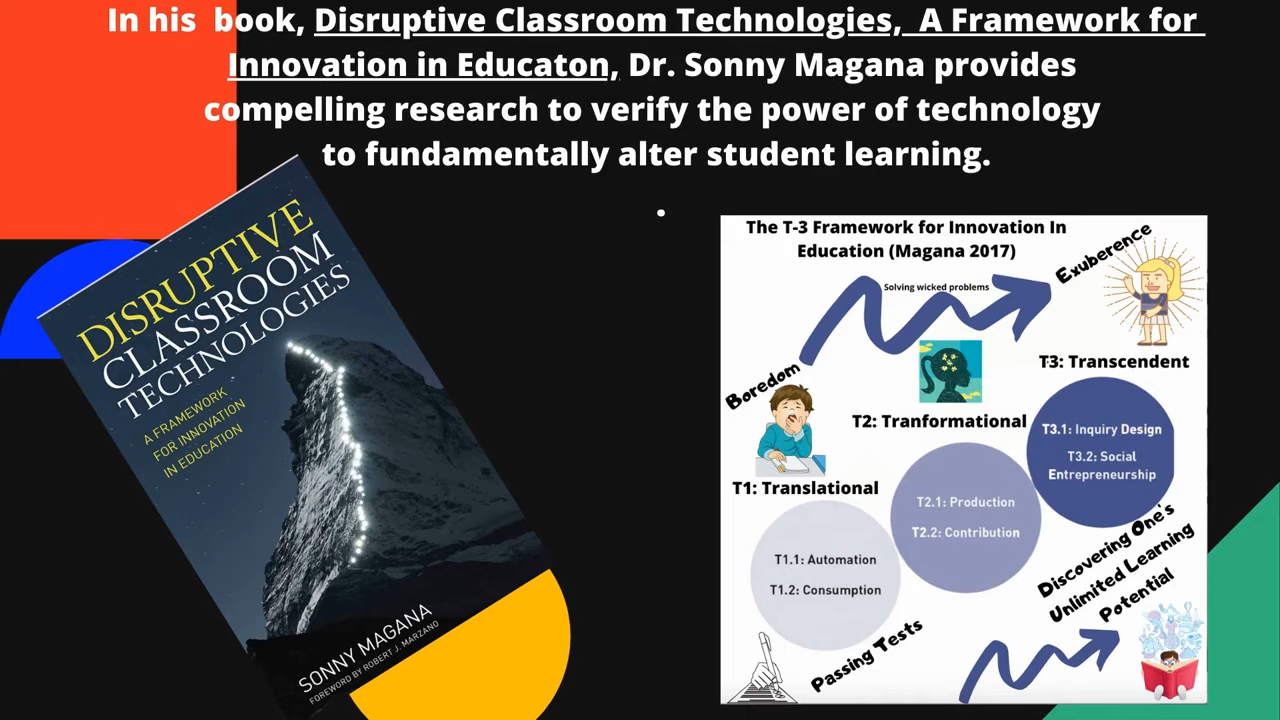 In his book, Disruptive Classroom Technologies, A Framework for
Innovation in Educaton, Dr. Sonny Magana provides
compelling research to verify the power of technology
to fundamentally alter student learning.
.
DISRUPTIVE
CLASSROOM
TECHNOLOGIES
A FRAMEWORK
FOR INNOVATION
IN EDUCATION
SONNY MAGANA
FOREWORD BY ROBERT J. MARZANO
The T-3 Framework for Innovation In
Education (Magana 2017)
Solving wicked problems
Exuberence
Boredom
T3: Transcendent
T3.1: Inquiry Design
T3.2: Social
Entrepreneurship
T2: Tranformational
T2.1: Production
T2.2: Contribution
T1: Translational
T1.1: Automation
T1.2: Consumption
Passing Tests
Discovering One's
Unlimited Learning
Potential